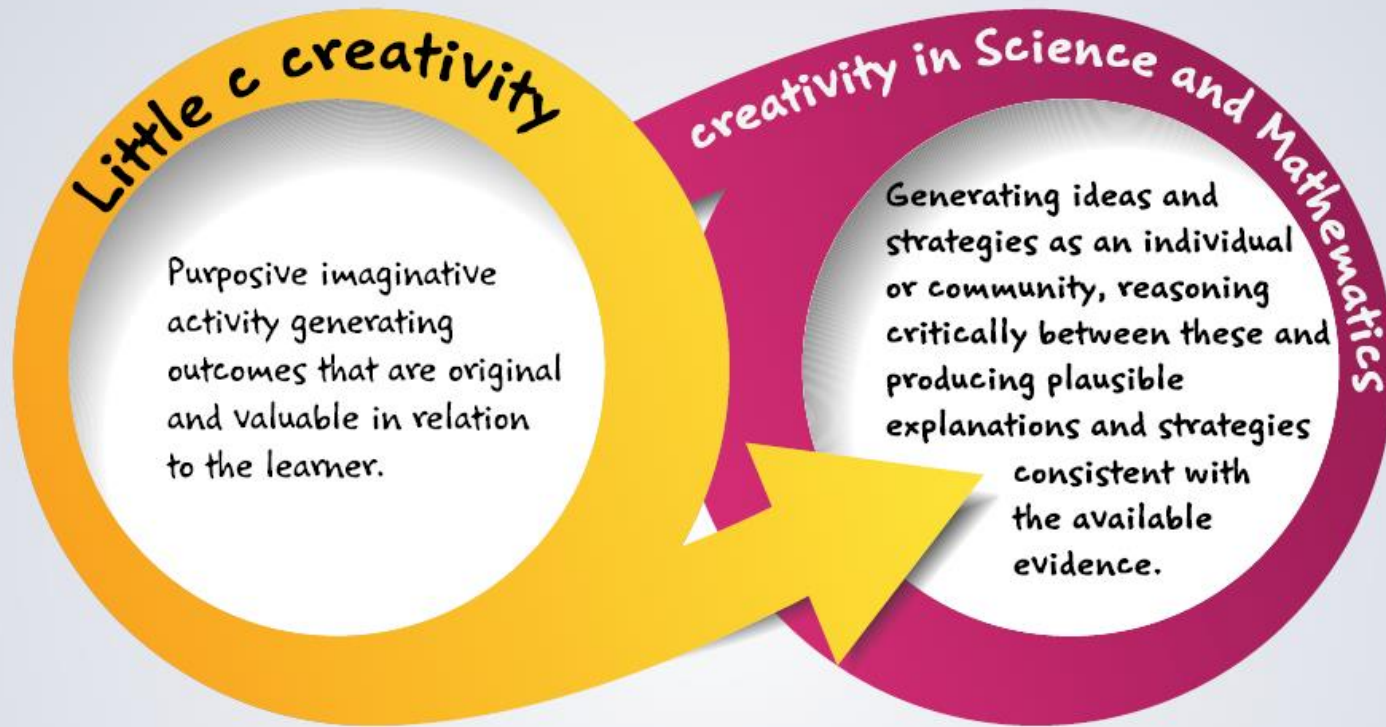 Little c creativity
Purposive imaginative
activity generating
outcomes that are original
and valuable in relation
to the learner.
creativity in Science and Mathematics
Generating ideas and
strategies as an individual
or community, reasoning
critically between these and
producing plausible
explanations and strategies
consistent with
the available
evidence.